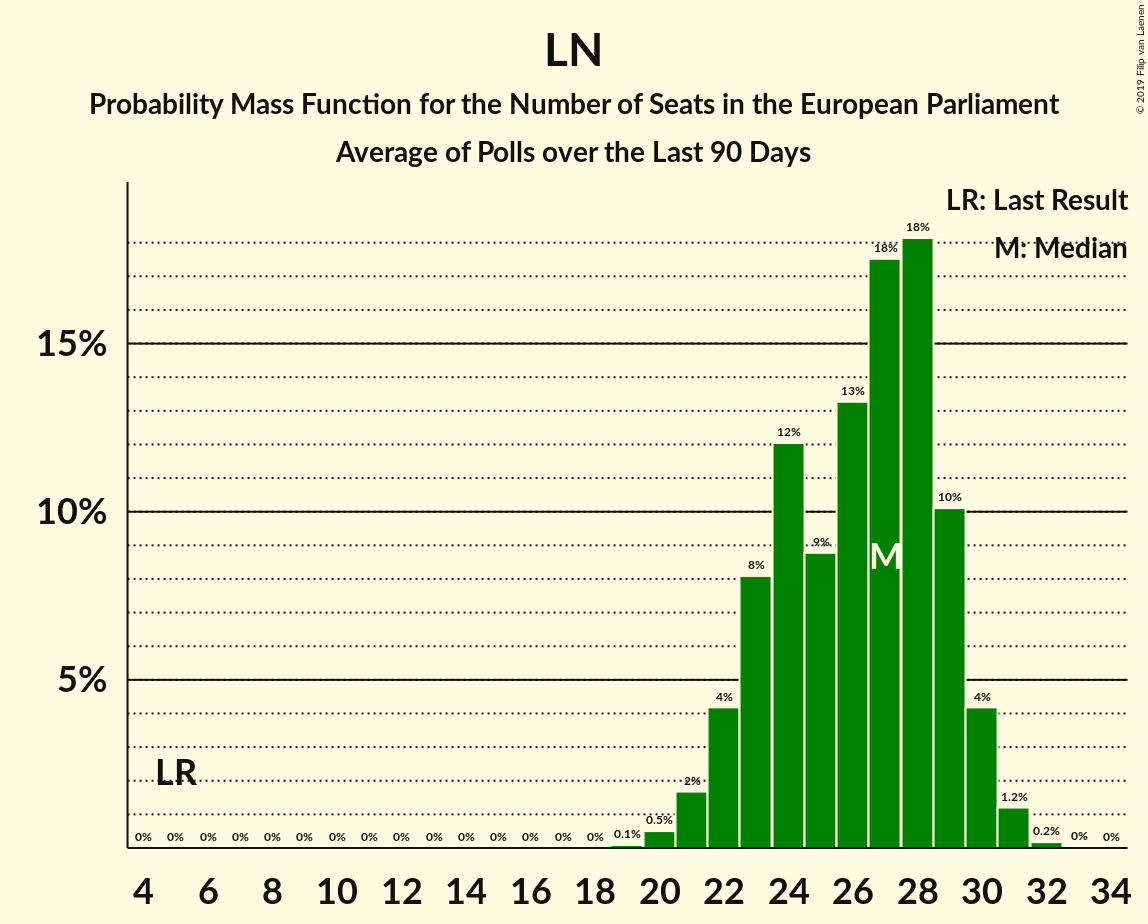 LN
Probability Mass Function for the Number of Seats in the European Parliament
Average of Polls over the Last 90 Days
© 2019 Filip van Laenen
LR: Last Result
M: Median
15%
10%
5%
0% 0% 0% 0% 0% 0% 0% 0% 0% 0% 0% 0% 0% 0% 0% 0.1% 0.5% 2% 4% 8% 12% 9% 13% 18% 18% 10% 4% 1.2% 0.2% 0% 0%
LR
M
4 6 8 10 12 14 16 18 20 22 24 26 28 30 32 34